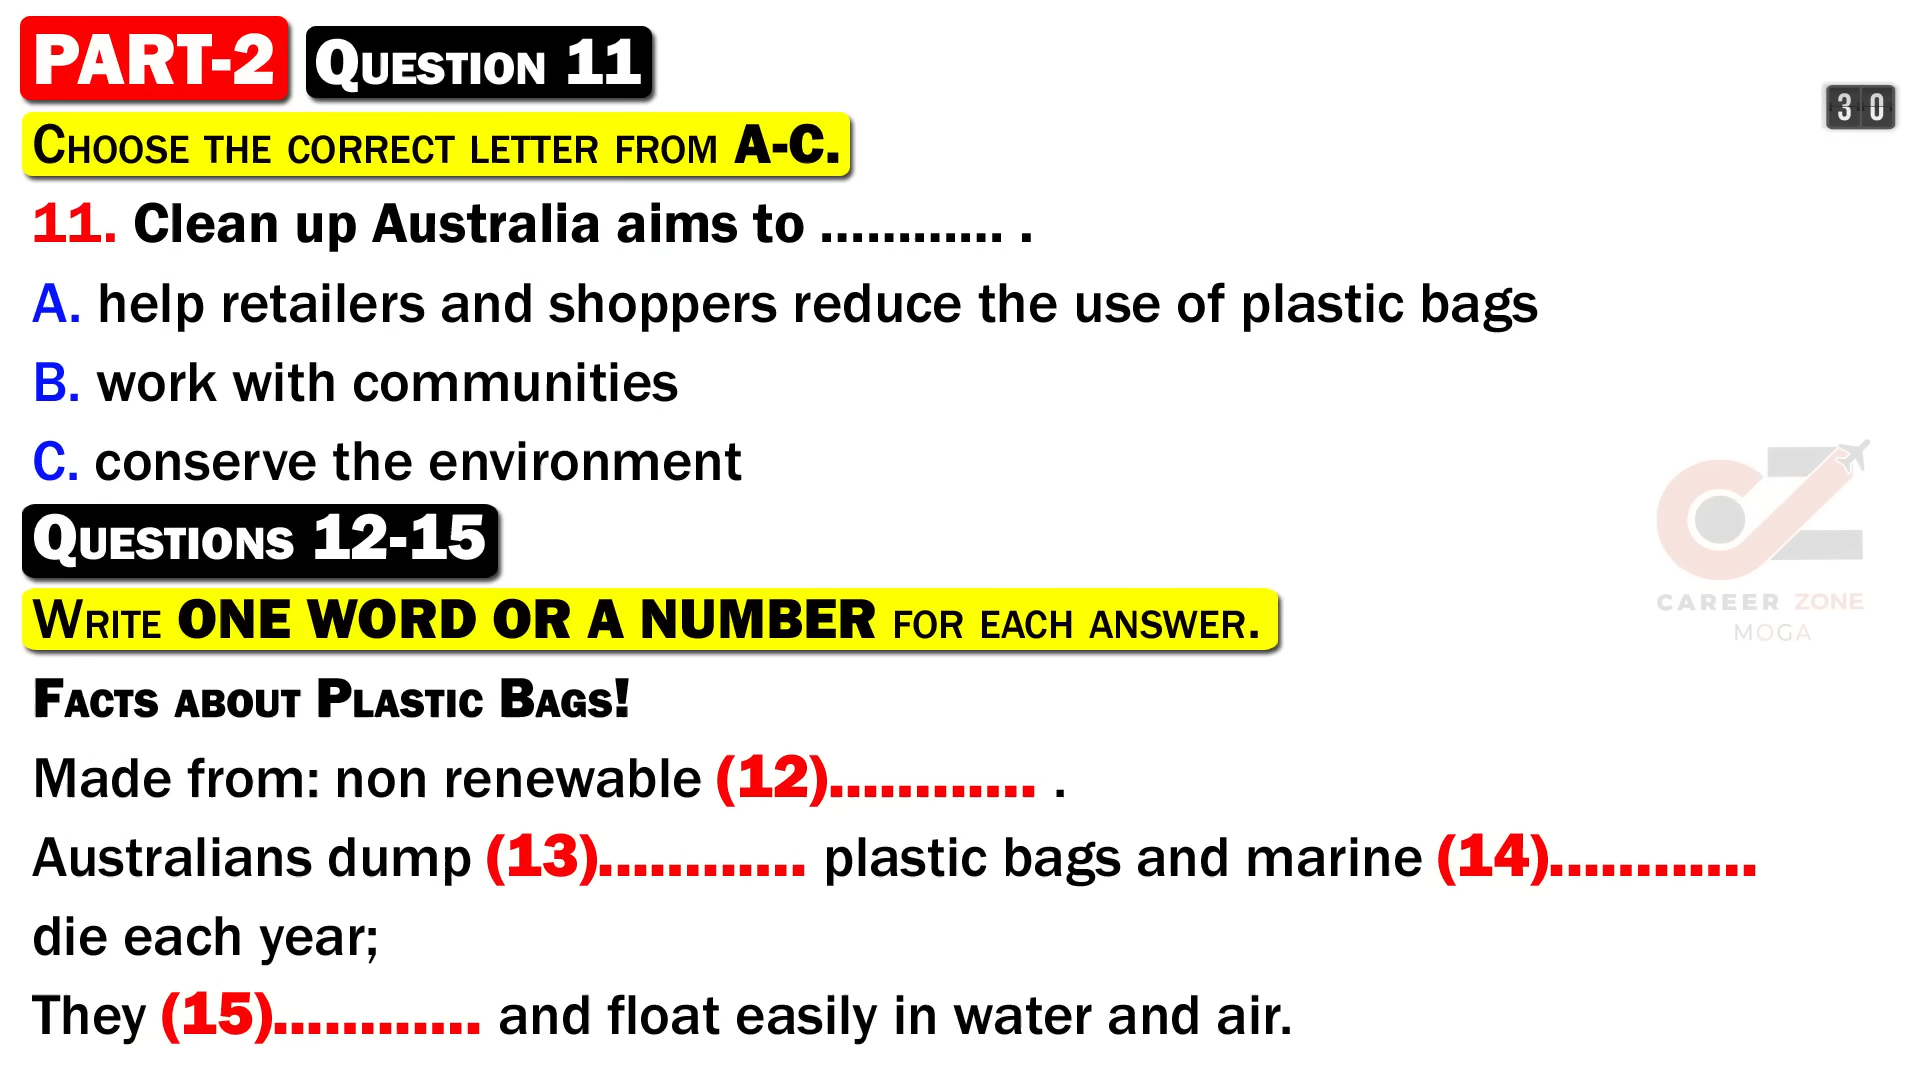 PART-2 QUESTION 11
30
CHOOSE THE CORRECT LETTER FROM A-C.
11. Clean up Australia aims to ............ .
A. help retailers and shoppers reduce the use of plastic bags
B. work with communities
C. conserve the environment
QUESTIONS 12-15
WRITE ONE WORD OR A NUMBER FOR EACH ANSWER.
FACTS ABOUT PLASTIC BAGS!
Made from: non renewable (12)............ .
Australians dump (13)............ plastic bags and marine (14)............
die each year;
They (15)............ and float easily in water and air.
CZ
CAREER ZONE
MOGA